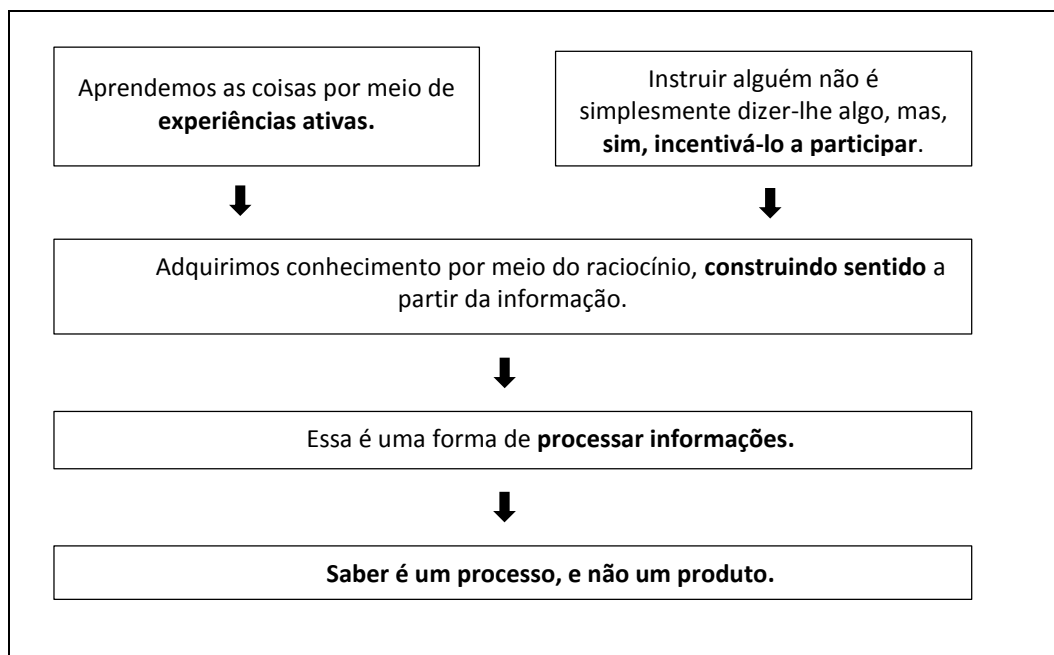 Aprendemos as coisas por meio de
experiências ativas.
Instruir alguém não é
simplesmente dizer-lhe algo, mas,
sim, incentivá-lo a participar.
Adquirimos conhecimento por meio do raciocínio, construindo sentido a
partir da informação.
Essa é uma forma de processar informações.
Saber é um processo, e não um produto.